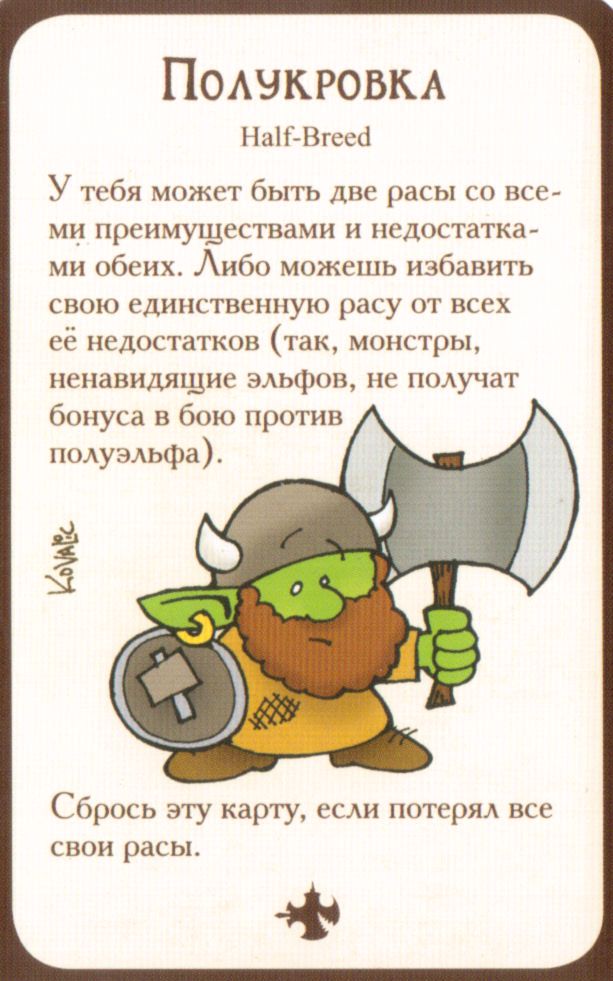 Полукровка
Half-Breed
У тебя может быть две расы со все-
ми преимуществами и недостатка-
ми обеих. Либо можешь избавить
свою единственную расу от всех
её недостатков (так, монстры,
ненавидящие эльфов, не получат
бонуса в бою против
полуэльфа).
Kovalic
Сбрось эту карту, если потерял все
свои расы.